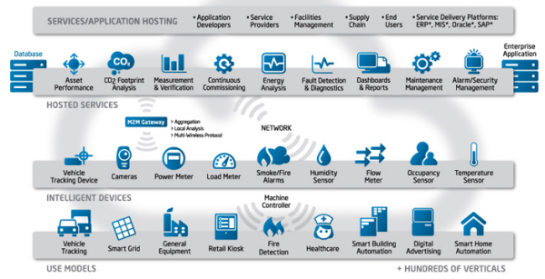 SERVICES/APPLICATION HOSTING
• Application Developers
• Service Providers
• Facilities Management
• Supply Chain
• End Users
• Service Delivery Platforms: ERP*, MIS*, Oracle*, SAP*
Database
Enterprise Application
Asset Performance
CO2 Footprint Analysis
Measurement & Verification
Continuous Commissioning
Energy Analysis
Fault Detection & Diagnostics
Dashboards & Reports
Maintenance Management
Alarm/Security Management
HOSTED SERVICES
M2M Gateway
> Aggregation
> Local Analysis
> Multi-Wireless Protocol
NETWORK
Vehicle Tracking Device
Cameras
Power Meter
Load Meter
Smoke/Fire Alarms
Humidity Sensor
Flow Meter
Occupancy Sensor
Temperature Sensor
INTELLIGENT DEVICES
Machine Controller
Vehicle Tracking
Smart Grid
General Equipment
Retail Kiosk
Fire Detection
Healthcare
Smart Building Automation
Digital Advertising
Smart Home Automation
USE MODELS
+ HUNDREDS OF VERTICALS